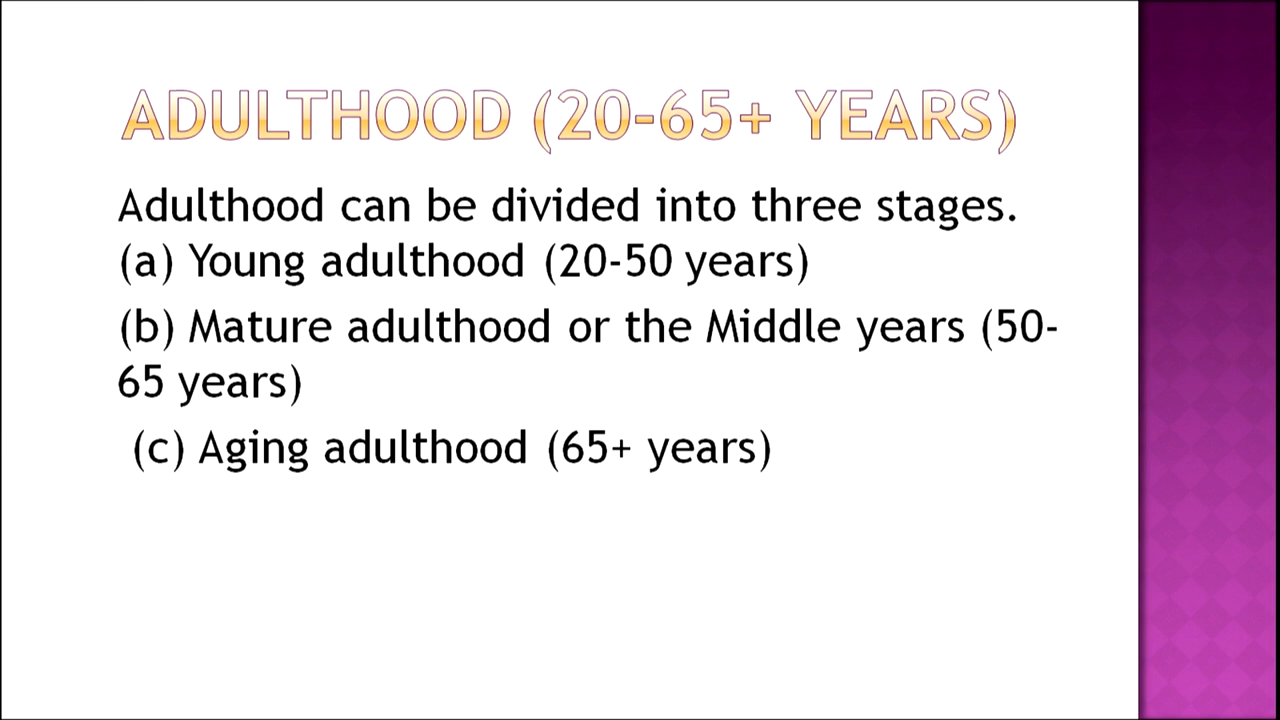 ADULTHOOD (20-65+ YEARS)
Adulthood can be divided into three stages.
(a) Young adulthood (20-50 years)
(b) Mature adulthood or the Middle years (50-
65 years)
(c) Aging adulthood (65+ years)